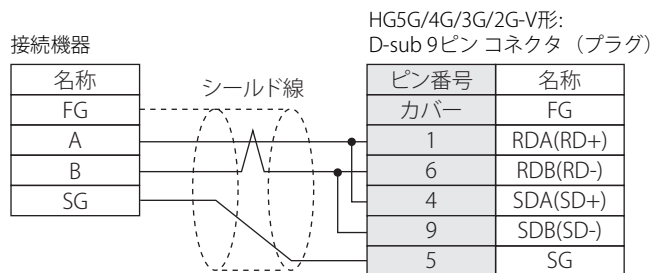 HG5G/4G/3G/2G-V形:
接続機器
D-sub 9ピン コネクタ（プラグ）
名称
シールド線
ピン番号 名称
FG
カバー FG
A
1 RDA(RD+)
B
6 RDB(RD-)
SG
4 SDA(SD+)
9 SDB(SD-)
5 SG